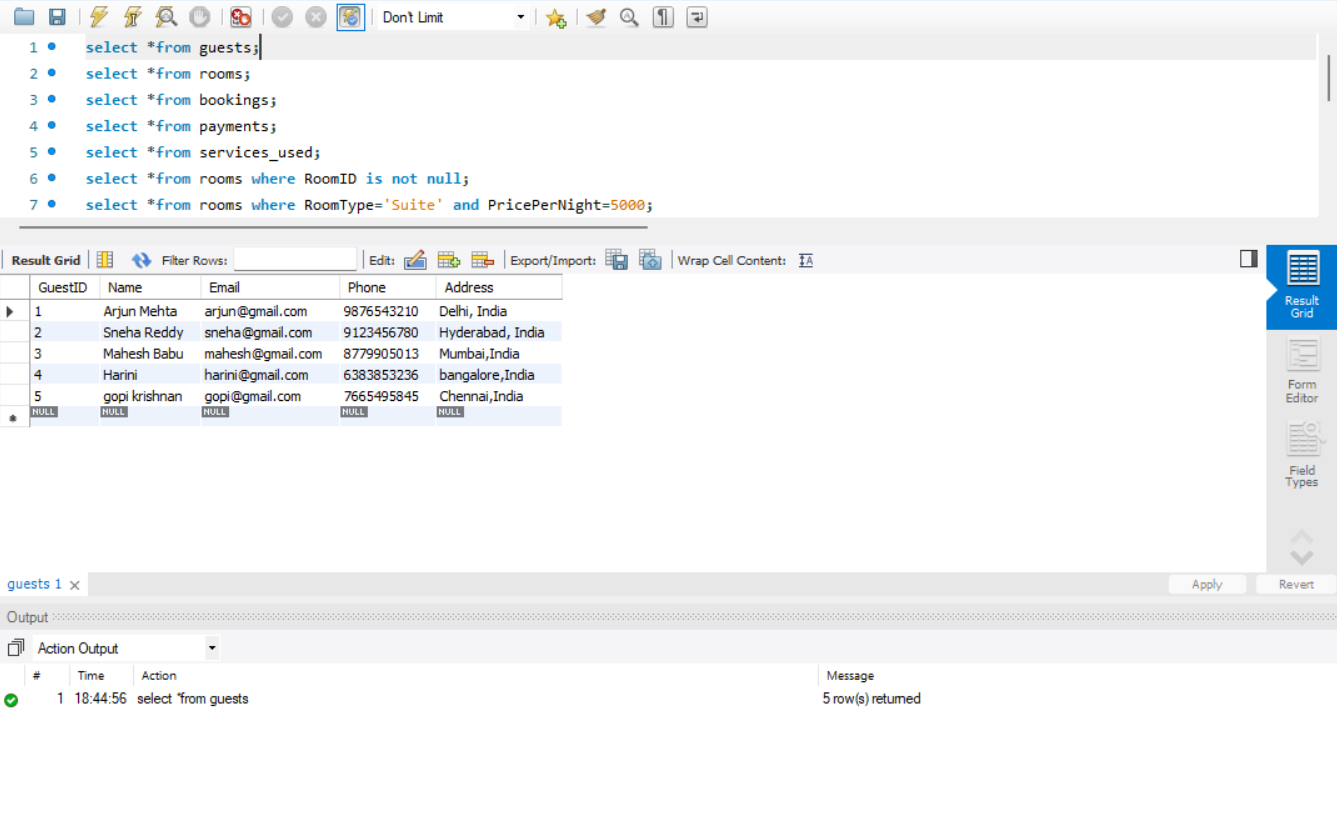 Don't Limit
1 select *from guests;
2 select *from rooms;
3 select *from bookings;
4 select *from payments;
5 select *from services_used;
6 select *from rooms where RoomID is not null;
7 select *from rooms where RoomType='Suite' and PricePerNight=5000;
Result Grid Filter Rows: Edit: Export/Import: Wrap Cell Content:
GuestID Name Email Phone Address
1 Arjun Mehta arjun@gmail.com 9876543210 Delhi, India
2 Sneha Reddy sneha@gmail.com 9123456780 Hyderabad, India
3 Mahesh Babu mahesh@gmail.com 8779905013 Mumbai,India
4 Harini harini@gmail.com 6383853236 bangalore,India
5 gopi krishnan gopi@gmail.com 7665495845 Chennai,India
NULL NULL NULL NULL NULL
Result
Grid
Form
Editor
Field
Types
guests 1 Apply Revert
Output
Action Output
# Time Action Message
1 18:44:56 select *from guests 5 row(s) returned